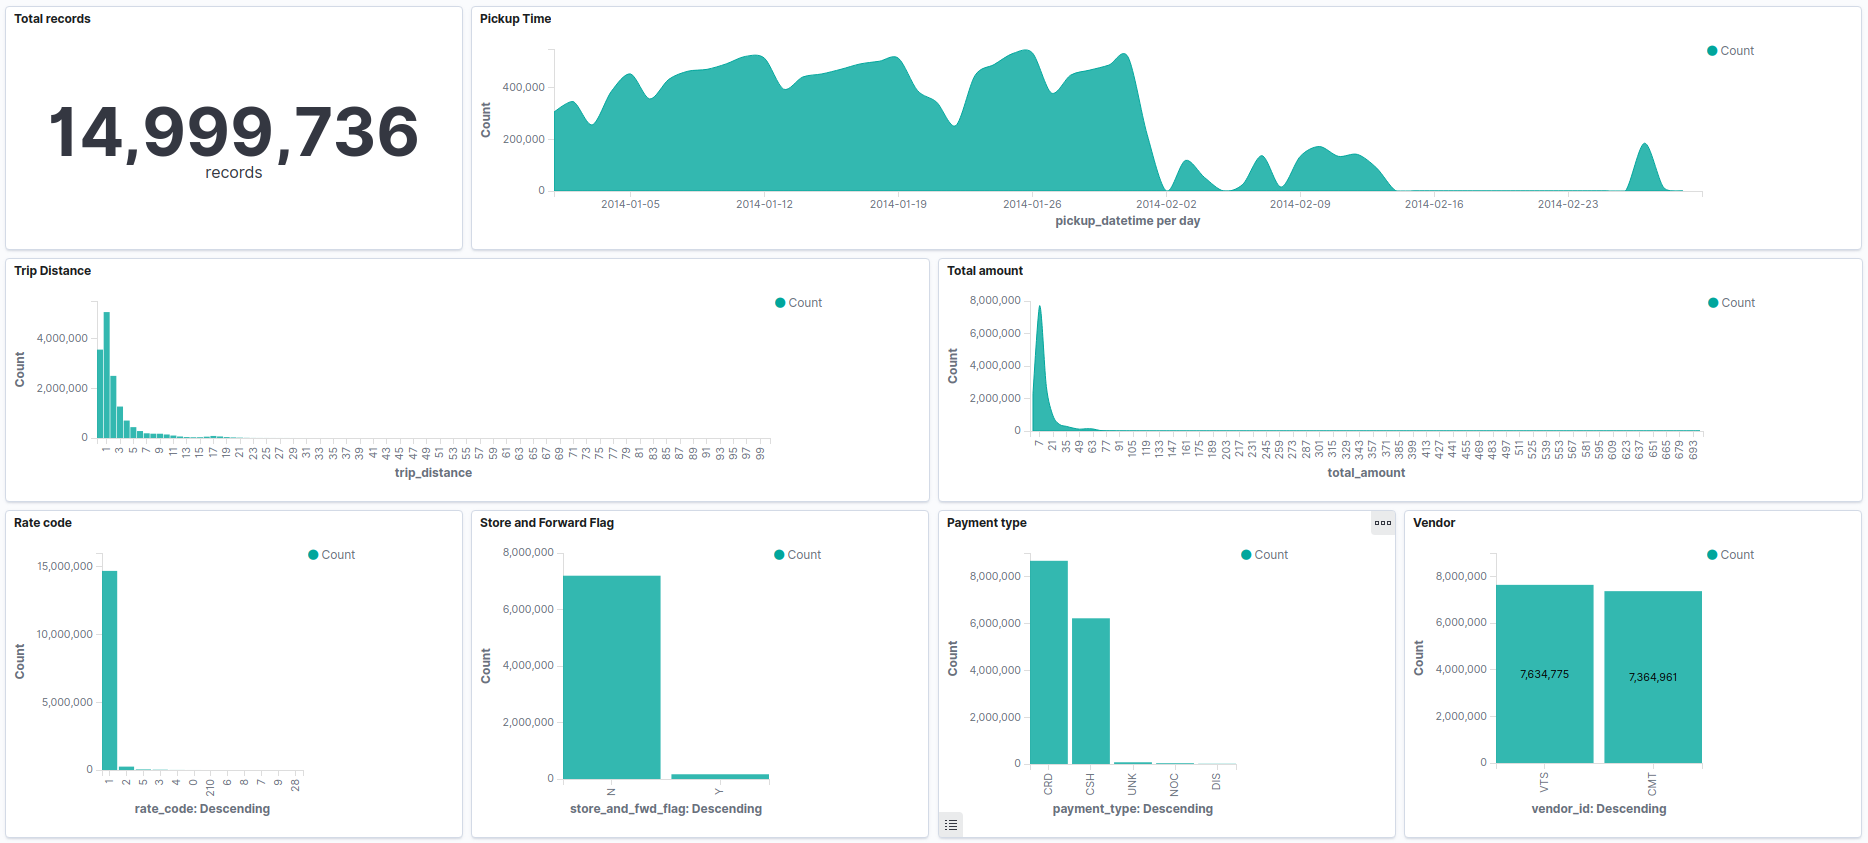 Total records
14,999,736
records
Pickup Time
Count
400,000
200,000
0
Count
2014-01-05 2014-01-12 2014-01-19 2014-01-26 2014-02-02 2014-02-09 2014-02-16 2014-02-23
pickup_datetime per day
Trip Distance
Count
4,000,000
2,000,000
0
Count
1 3 5 7 9 11 13 15 17 19 21 23 25 27 29 31 33 35 37 39 41 43 45 47 49 51 53 55 57 59 61 63 65 67 69 71 73 75 77 79 81 83 85 87 89 91 93 95 97 99
trip_distance
Total amount
Count
8,000,000
6,000,000
4,000,000
2,000,000
0
Count
7 21 35 49 63 77 91 105 119 133 147 161 175 189 203 217 231 245 259 273 287 301 315 329 343 357 371 385 399 413 427 441 455 469 483 497 511 525 539 553 567 581 595 609 623 637 651 665 679 693
total_amount
Rate code
Count
15,000,000
10,000,000
5,000,000
0
Count
1 2 5 3 4 0 210 6 8 7 9 28
rate_code: Descending
Store and Forward Flag
Count
8,000,000
6,000,000
4,000,000
2,000,000
0
Count
N Y
store_and_fwd_flag: Descending
Payment type
Count
8,000,000
6,000,000
4,000,000
2,000,000
0
Count
CRD CSH UNK NOC DIS
payment_type: Descending
Vendor
Count
8,000,000
6,000,000
4,000,000
2,000,000
0
Count
7,634,775 7,364,961
VTS CMT
vendor_id: Descending